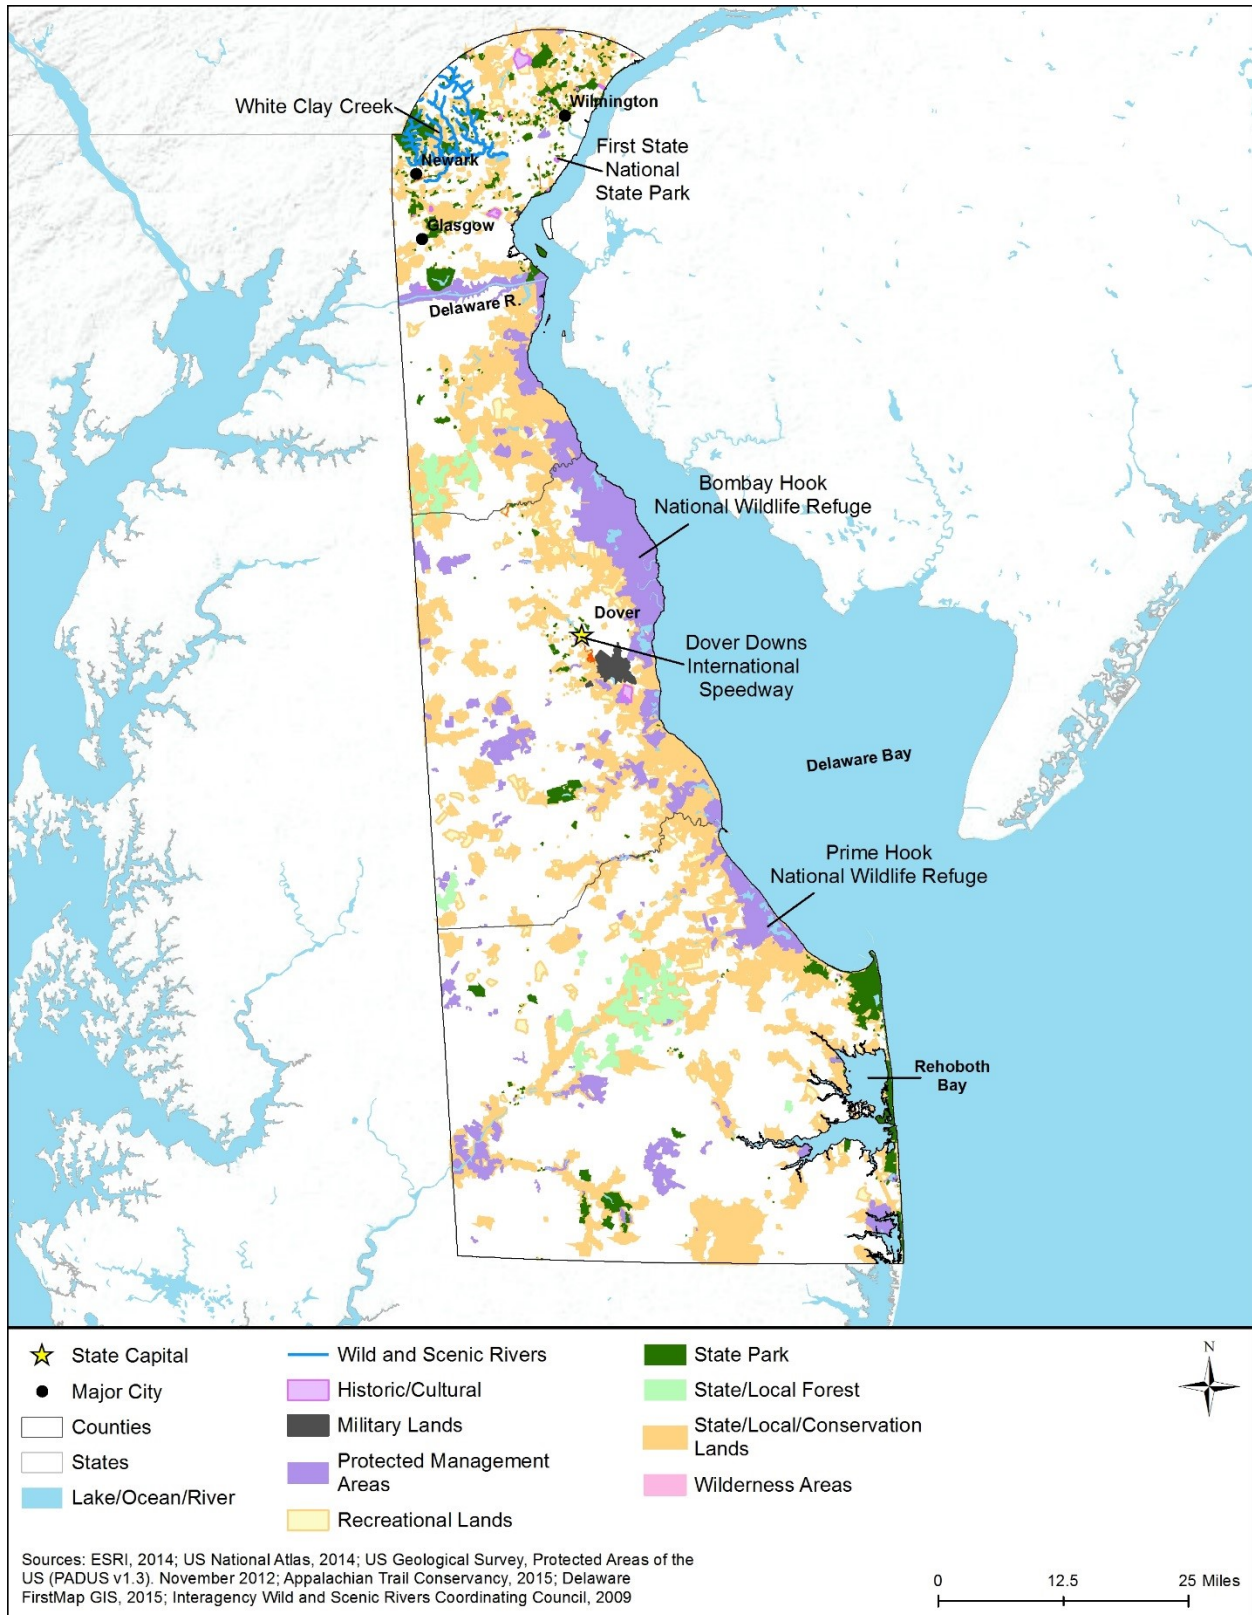 White Clay Creek
Wilmington
First State
National
State Park
Newark
Glasgow
Delaware R.
Bombay Hook
National Wildlife Refuge
Dover
Dover Downs
International
Speedway
Delaware Bay
Prime Hook
National Wildlife Refuge
Rehoboth
Bay
State Capital
Major City
Counties
States
Lake/Ocean/River
Wild and Scenic Rivers
Historic/Cultural
Military Lands
Protected Management
Areas
Recreational Lands
State Park
State/Local Forest
State/Local/Conservation
Lands
Wilderness Areas
N
Sources: ESRI, 2014; US National Atlas, 2014; US Geological Survey, Protected Areas of the
US (PADUS v1.3). November 2012; Appalachian Trail Conservancy, 2015; Delaware
FirstMap GIS, 2015; Interagency Wild and Scenic Rivers Coordinating Council, 2009
0 12.5 25 Miles